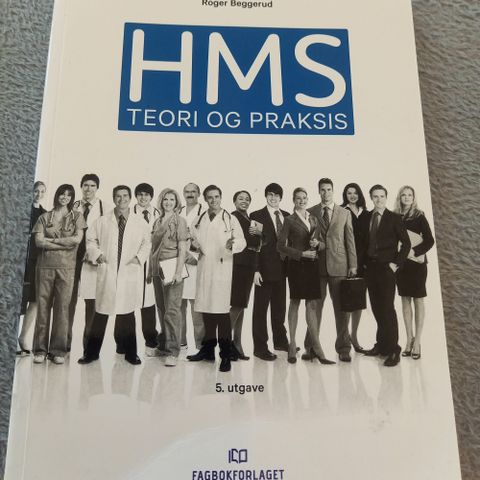 Roger Beggerud
HMS
TEORI OG PRAKSIS
5. utgave
FAGBOKFORLAGET